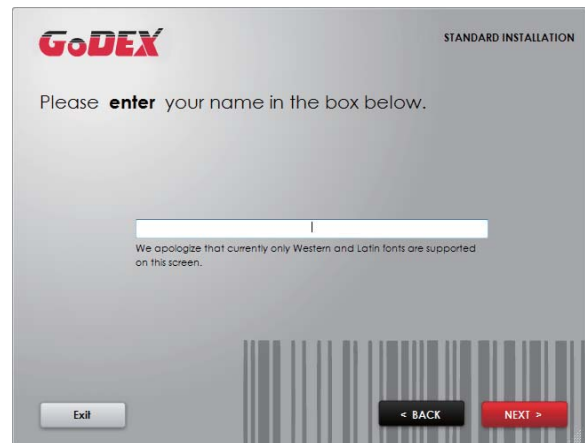 GoDEX
STANDARD INSTALLATION
Please enter your name in the box below.
We apologize that currently only Western and Latin fonts are supported
on this screen.
Exit
< BACK
NEXT >